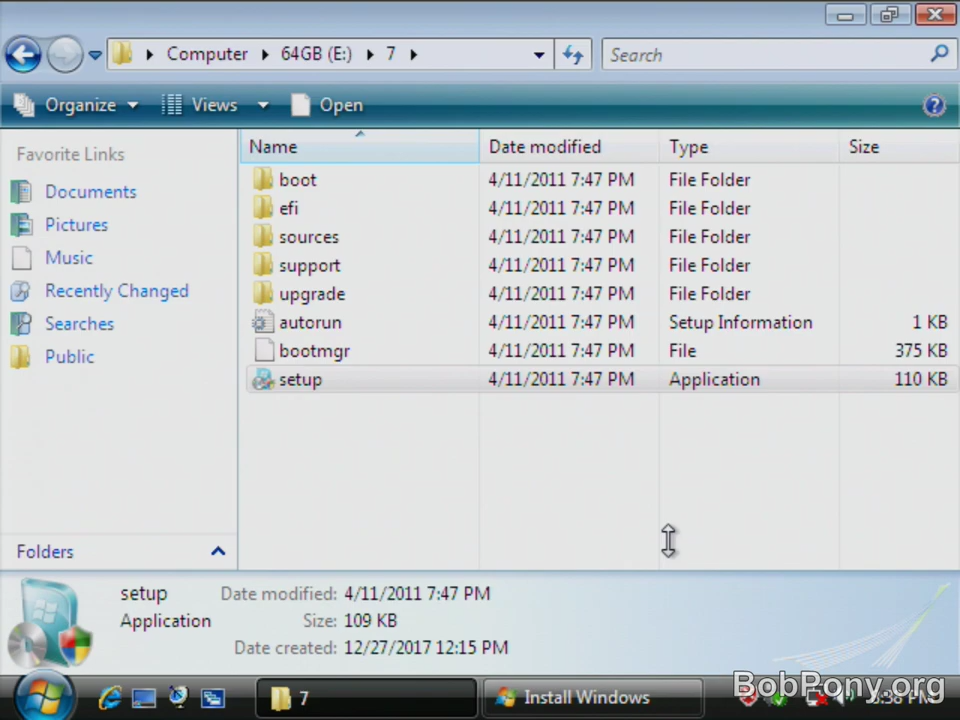 Computer 64GB (E:) 7
Search
Organize Views Open
Favorite Links
Documents
Pictures
Music
Recently Changed
Searches
Public
Folders
Name Date modified Type Size
boot 4/11/2011 7:47 PM File Folder
efi 4/11/2011 7:47 PM File Folder
sources 4/11/2011 7:47 PM File Folder
support 4/11/2011 7:47 PM File Folder
upgrade 4/11/2011 7:47 PM File Folder
autorun 4/11/2011 7:47 PM Setup Information 1 KB
bootmgr 4/11/2011 7:47 PM File 375 KB
setup 4/11/2011 7:47 PM Application 110 KB
setup Date modified: 4/11/2011 7:47 PM
Application Size: 109 KB
Date created: 12/27/2017 12:15 PM
7
Install Windows
BobPony.org